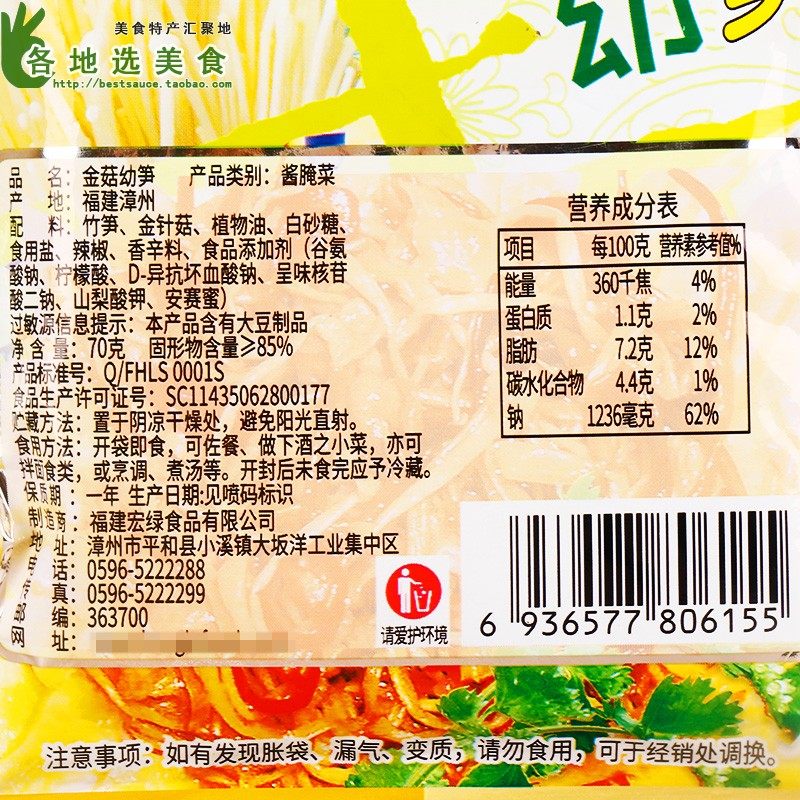 美食特产汇聚地
各地选美食
http://bestsauce.taobao.com
幼
品 名：金菇幼笋 产品类别：酱腌菜
产 地：福建漳州
配 料：竹笋、金针菇、植物油、白砂糖、
食用盐、辣椒、香辛料、食品添加剂（谷氨
酸钠、柠檬酸、D-异抗坏血酸钠、呈味核苷
酸二钠、山梨酸钾、安赛蜜）
过敏源信息提示：本产品含有大豆制品
净 含 量：70克 固形物含量≥85%
产品标准号：Q/FHLS 0001S
食品生产许可证号：SC11435062800177
贮藏方法：置于阴凉干燥处，避免阳光直射。
食用方法：开袋即食，可佐餐、做下酒之小菜，亦可
拌面食类，或烹调、煮汤等。开封后未食完应予冷藏。
保质期：一年 生产日期:见喷码标识
制造商：福建宏绿食品有限公司
地 址：漳州市平和县小溪镇大坂洋工业集中区
电 话：0596-5222288
传 真：0596-5222299
邮 编：363700
网 址：
营养成分表
项目 每100克 营养素参考值%
能量 360千焦 4%
蛋白质 1.1克 2%
脂肪 7.2克 12%
碳水化合物 4.4克 1%
钠 1236毫克 62%
请爱护环境
6 936577 806155
注意事项：如有发现胀袋、漏气、变质，请勿食用，可于经销处调换。